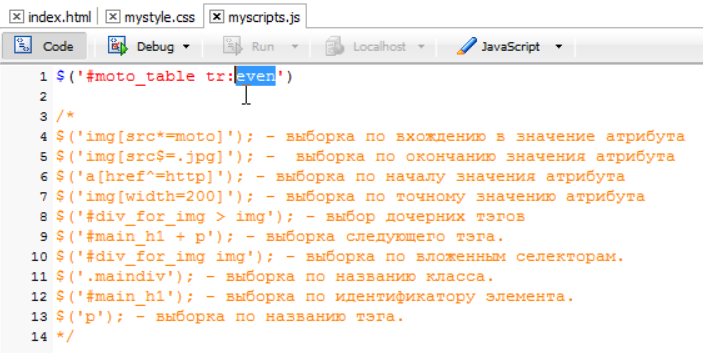 index.html mystyle.css myscripts.js
Code Debug Run Localhost JavaScript
1 $('#moto_table tr:even')
2
3 /*
4 $('img[src*=moto]'); - выборка по вхождению в значение атрибута
5 $('img[src$=.jpg]'); -  выборка по окончанию значения атрибута
6 $('a[href^=http]'); - выборка по началу значения атрибута
7 $('img[width=200]'); - выборка по точному значению атрибута
8 $('#div_for_img > img'); - выбор дочерних тэгов
9 $('#main_h1 + p'); - выборка следующего тэга.
10 $('#div_for_img img'); - выборка по вложенным селекторам.
11 $('.maindiv'); - выборка по названию класса.
12 $('#main_h1'); - выборка по идентификатору элемента.
13 $('p'); - выборка по названию тэга.
14 */